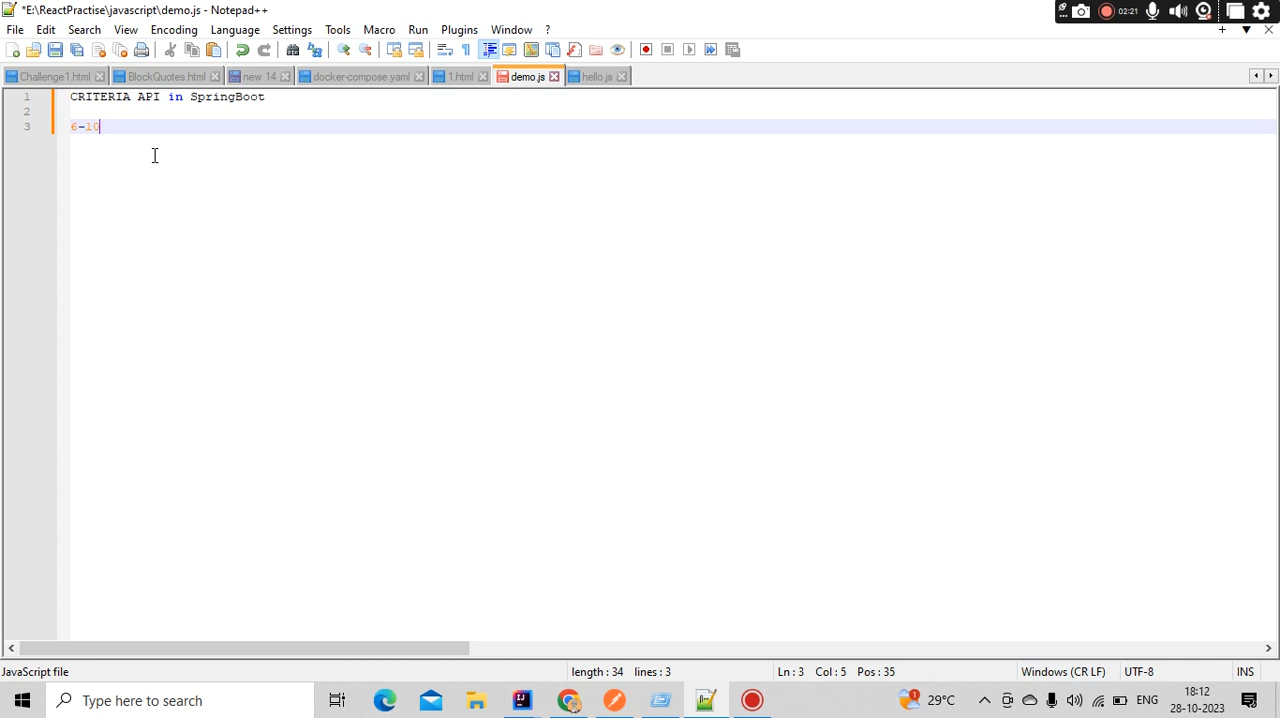 *E:\ReactPractise\javascript\demo.js - Notepad++
02:21
File Edit Search View Encoding Language Settings Tools Macro Run Plugins Window ?
Challenge1.html BlockQuotes.html new 14 docker-compose.yaml 1.html demo.js hello.js
1 CRITERIA API in SpringBoot
2
3 6-10
JavaScript file length : 34 lines : 3 Ln : 3 Col : 5 Pos : 35 Windows (CR LF) UTF-8 INS
Type here to search 1 29°C ENG 18:12
28-10-2023